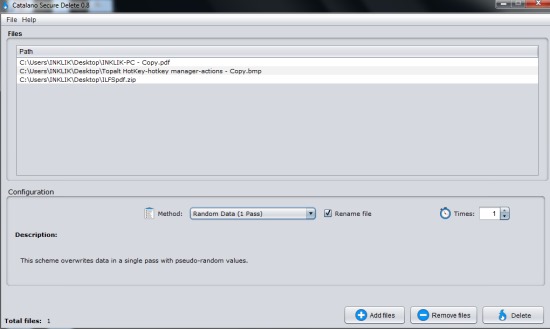 Catalano Secure Delete 0.8
File Help
Files
Path
C:\Users\INKLIK\Desktop\INKLIK-PC - Copy.pdf
C:\Users\INKLIK\Desktop\Topalt HotKey-hotkey manager-actions - Copy.bmp
C:\Users\INKLIK\Desktop\ILFSpdf.zip
Configuration
Method: Random Data (1 Pass) Rename file Times: 1
Description:
This scheme overwrites data in a single pass with pseudo-random values.
Add files Remove files Delete
Total files: 1